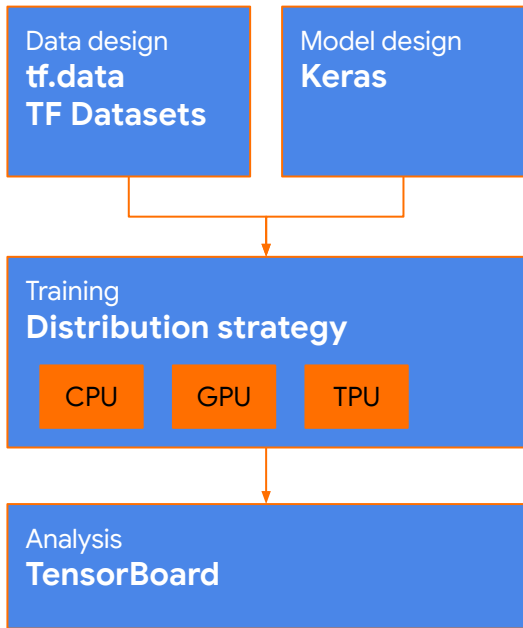 Data design
tf.data
TF Datasets
Model design
Keras
Training
Distribution strategy
CPU
GPU
TPU
Analysis
TensorBoard